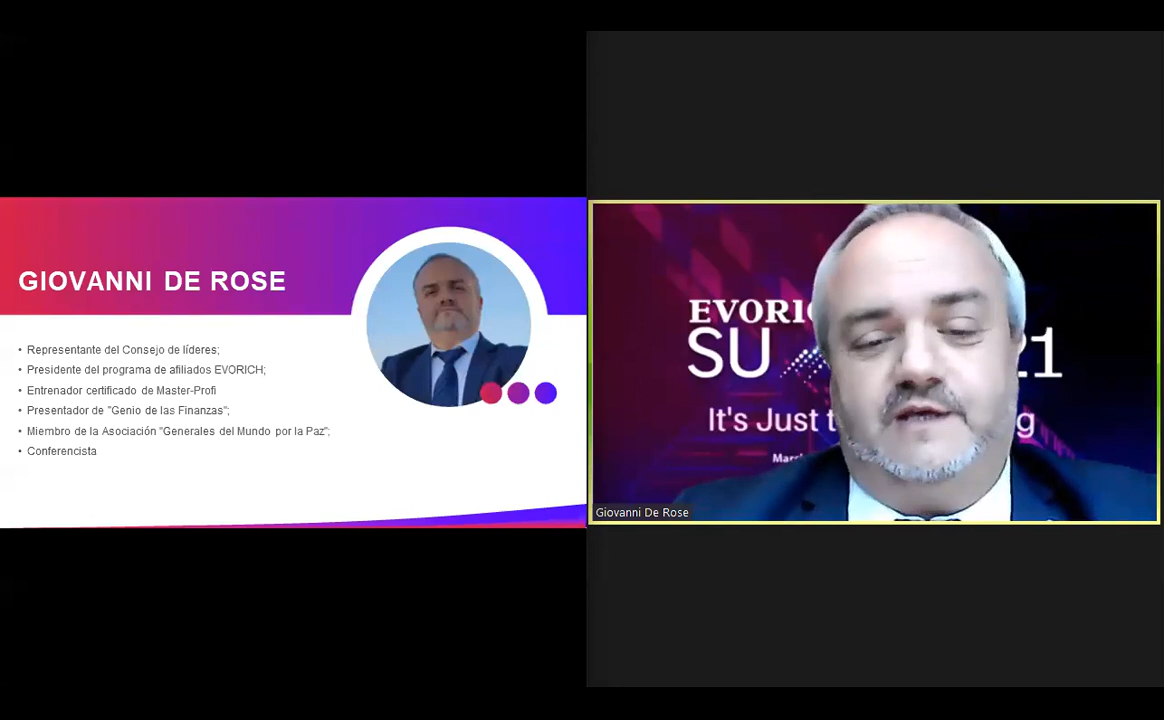 GIOVANNI DE ROSE
• Representante del Consejo de líderes;
• Presidente del programa de afiliados EVORICH;
• Entrenador certificado de Master-Profi
• Presentador de "Genio de las Finanzas";
• Miembro de la Asociación "Generales del Mundo por la Paz";
• Conferencista
It's Just
Giovanni De Rose